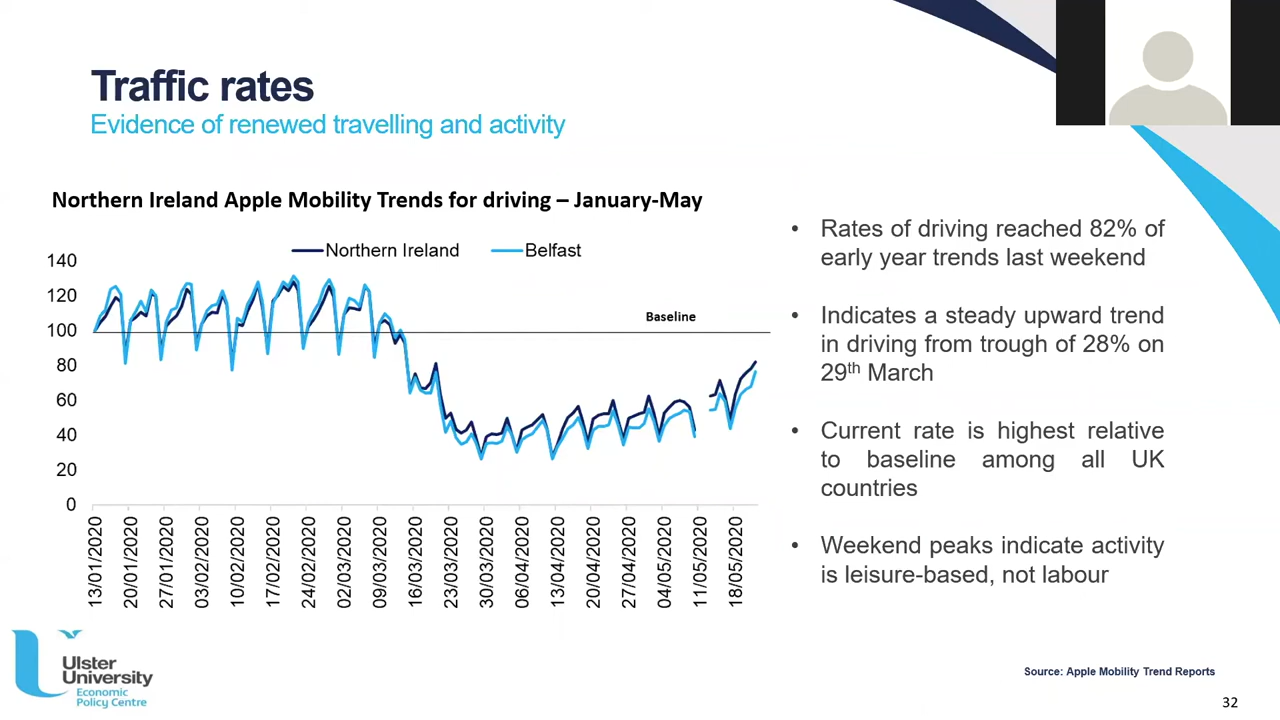 Traffic rates
Evidence of renewed travelling and activity
Northern Ireland Apple Mobility Trends for driving – January-May
Northern Ireland
Belfast
140
120
100
80
60
40
20
0
Baseline
13/01/2020
20/01/2020
27/01/2020
03/02/2020
10/02/2020
17/02/2020
24/02/2020
02/03/2020
09/03/2020
16/03/2020
23/03/2020
30/03/2020
06/04/2020
13/04/2020
20/04/2020
27/04/2020
04/05/2020
11/05/2020
18/05/2020
• Rates of driving reached 82% of
early year trends last weekend
• Indicates a steady upward trend
in driving from trough of 28% on
29th March
• Current rate is highest relative
to baseline among all UK
countries
• Weekend peaks indicate activity
is leisure-based, not labour
Ulster
University
Economic
Policy Centre
Source: Apple Mobility Trend Reports
32